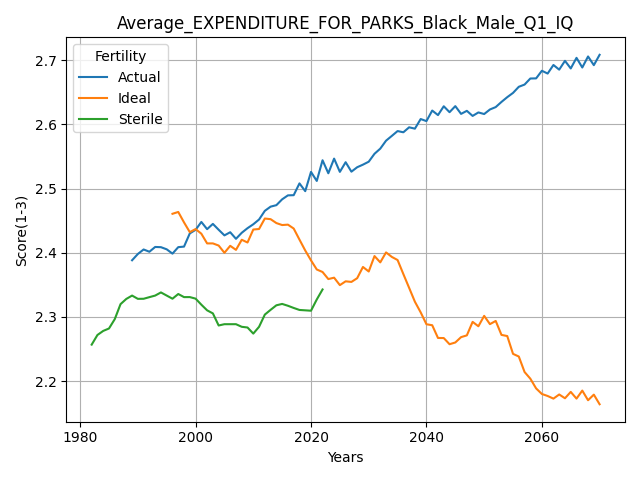 Average_EXPENDITURE_FOR_PARKS_Black_Male_Q1_IQ
Fertility
Actual
Ideal
Sterile
Score(1-3)
2.7
2.6
2.5
2.4
2.3
2.2
1980 2000 2020 2040 2060
Years